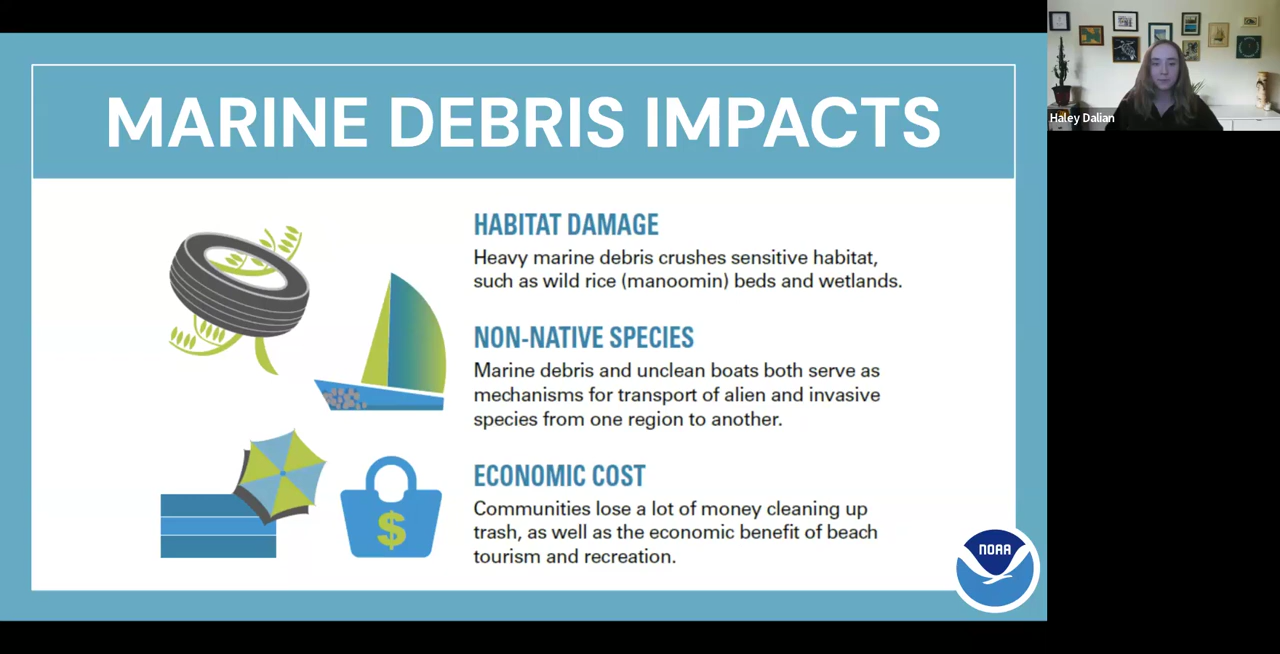 MARINE DEBRIS IMPACTS
HABITAT DAMAGE
Heavy marine debris crushes sensitive habitat,
such as wild rice (manoomin) beds and wetlands.
NON-NATIVE SPECIES
Marine debris and unclean boats both serve as
mechanisms for transport of alien and invasive
species from one region to another.
ECONOMIC COST
Communities lose a lot of money cleaning up
trash, as well as the economic benefit of beach
tourism and recreation.
$
NOAA
Haley Dalian